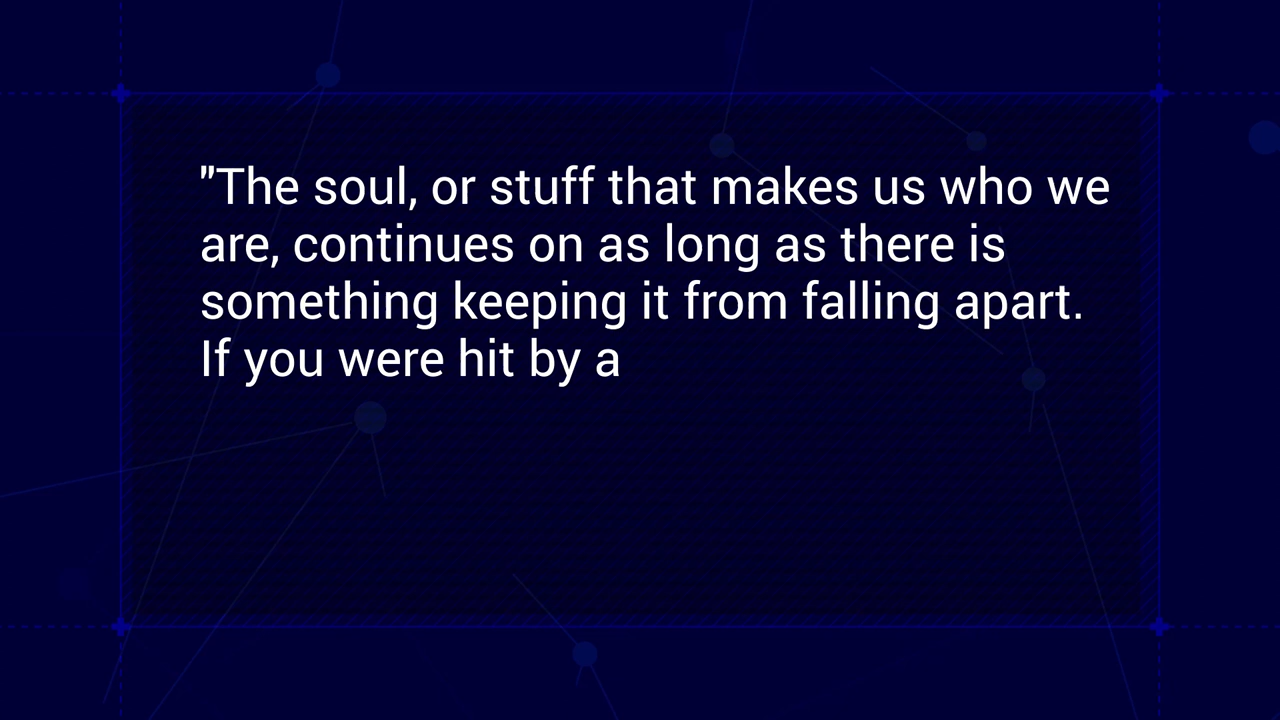 "The soul, or stuff that makes us who we
are, continues on as long as there is
something keeping it from falling apart.
If you were hit by a